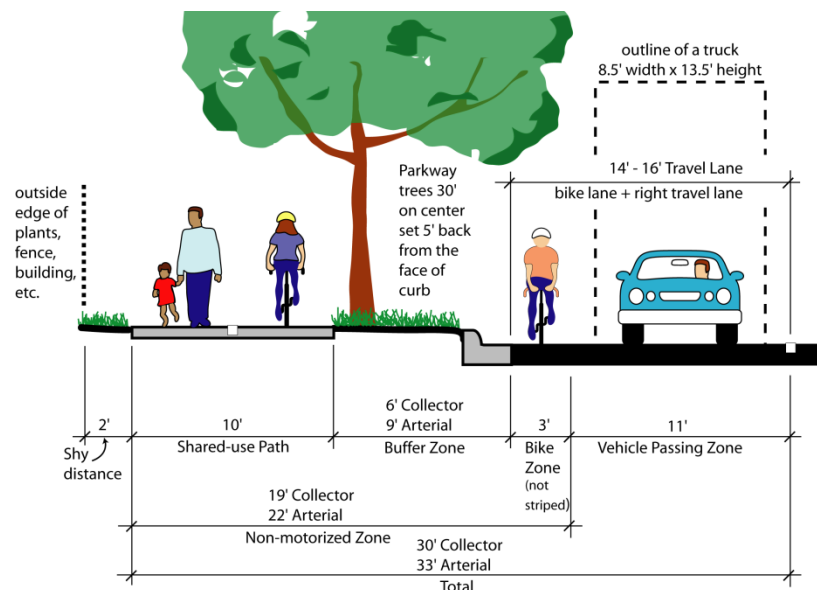 outline of a truck
8.5' width x 13.5' height
14' - 16' Travel Lane
bike lane + right travel lane
Parkway
trees 30'
on center
set 5' back
from the
face of
curb
outside
edge of
plants,
fence,
building,
etc.
2'
Shy
distance
10'
Shared-use Path
6' Collector
9' Arterial
Buffer Zone
3'
Bike
Zone
(not
striped)
11'
Vehicle Passing Zone
19' Collector
22' Arterial
Non-motorized Zone
30' Collector
33' Arterial
Total